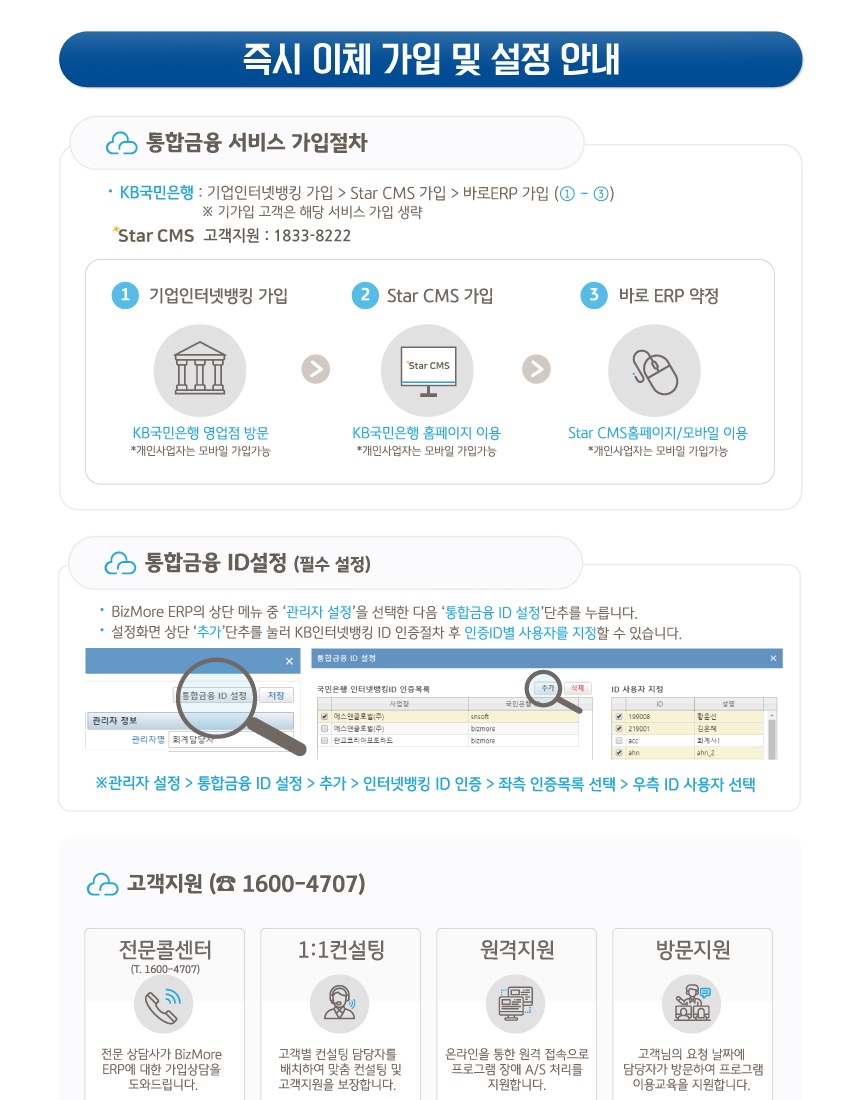 즉시 이체 가입 및 설정 안내
통합금융 서비스 가입절차
• KB국민은행 : 기업인터넷뱅킹 가입 > Star CMS 가입 > 바로ERP 가입 (① - ③)
※ 기가입 고객은 해당 서비스 가입 생략
*Star CMS 고객지원 : 1833-8222
1 기업인터넷뱅킹 가입
2 Star CMS 가입
3 바로 ERP 약정
*Star CMS
KB국민은행 영업점 방문
*개인사업자는 모바일 가입가능
KB국민은행 홈페이지 이용
*개인사업자는 모바일 가입가능
Star CMS홈페이지/모바일 이용
*개인사업자는 모바일 가입가능
통합금융 ID설정 (필수 설정)
• BizMore ERP의 상단 메뉴 중 ‘관리자 설정’을 선택한 다음 ‘통합금융 ID 설정’단추를 누릅니다.
• 설정화면 상단 ‘추가’단추를 눌러 KB인터넷뱅킹 ID 인증절차 후 인증ID별 사용자를 지정할 수 있습니다.
통합금융 ID 설정 저장
관리자 정보
관리자명 회계담당자
통합금융 ID 설정
국민은행 인터넷뱅킹ID 인증목록 추가 삭제
사업장 국민은행
에스엔글로벌(주) snsoft
에스엔글로벌(주) bizmore
판교코리아모토라드 bizmore
ID 사용자 지정
ID 성명
199008 황운선
219001 김은혜
acc 회계사1
ahn ahn_2
※관리자 설정 > 통합금융 ID 설정 > 추가 > 인터넷뱅킹 ID 인증 > 좌측 인증목록 선택 > 우측 ID 사용자 선택
고객지원 (☎ 1600-4707)
전문콜센터
(T. 1600-4707)
전문 상담사가 BizMore
ERP에 대한 가입상담을
도와드립니다.
1:1컨설팅
고객별 컨설팅 담당자를
배치하여 맞춤 컨설팅 및
고객지원을 보장합니다.
원격지원
온라인을 통한 원격 접속으로
프로그램 장애 A/S 처리를
지원합니다.
방문지원
고객님의 요청 날짜에
담당자가 방문하여 프로그램
이용교육을 지원합니다.